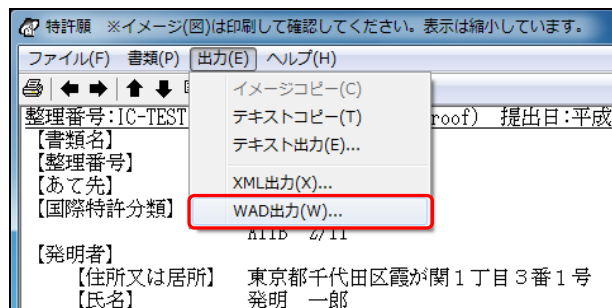 特許願 ※イメージ(図)は印刷して確認してください。表示は縮小しています。
ファイル(F) 書類(P) 出力(E) ヘルプ(H)
イメージコピー(C)
テキストコピー(T)
テキスト出力(E)...
XML出力(X)...
WAD出力(W)...
整理番号:IC-TEST roof) 提出日:平成
【書類名】
【整理番号】
【あて先】
【国際特許分類】
【発明者】
【住所又は居所】 東京都千代田区霞が関1丁目3番1号
【氏名】 発明 一郎